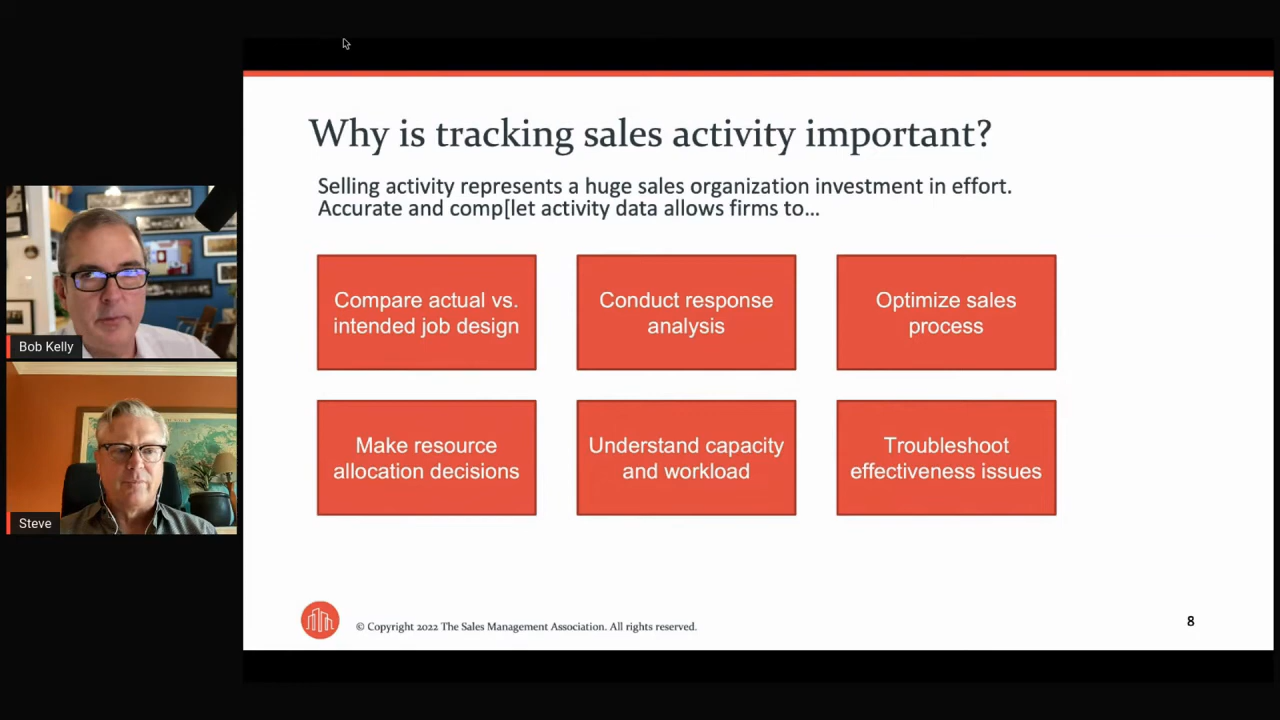 Why is tracking sales activity important?
Selling activity represents a huge sales organization investment in effort.
Accurate and comp[let activity data allows firms to...
Compare actual vs.
intended job design
Conduct response
analysis
Optimize sales
process
Make resource
allocation decisions
Understand capacity
and workload
Troubleshoot
effectiveness issues
© Copyright 2022 The Sales Management Association. All rights reserved.
8
Bob Kelly
Steve